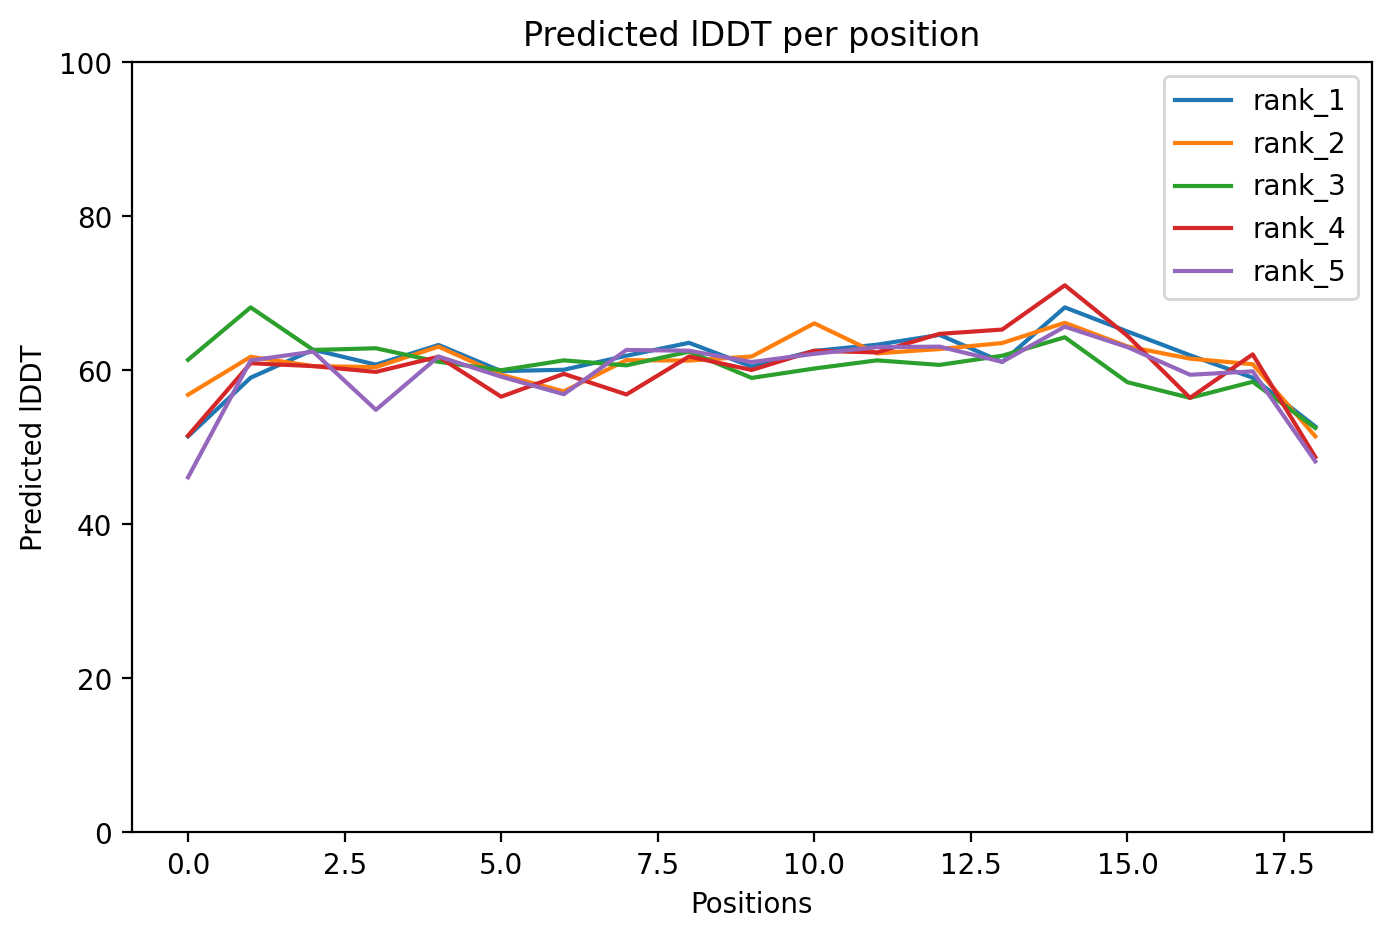 Predicted lDDT per position
100
80
60
40
20
0
Predicted lDDT
0.0 2.5 5.0 7.5 10.0 12.5 15.0 17.5
Positions
rank_1
rank_2
rank_3
rank_4
rank_5